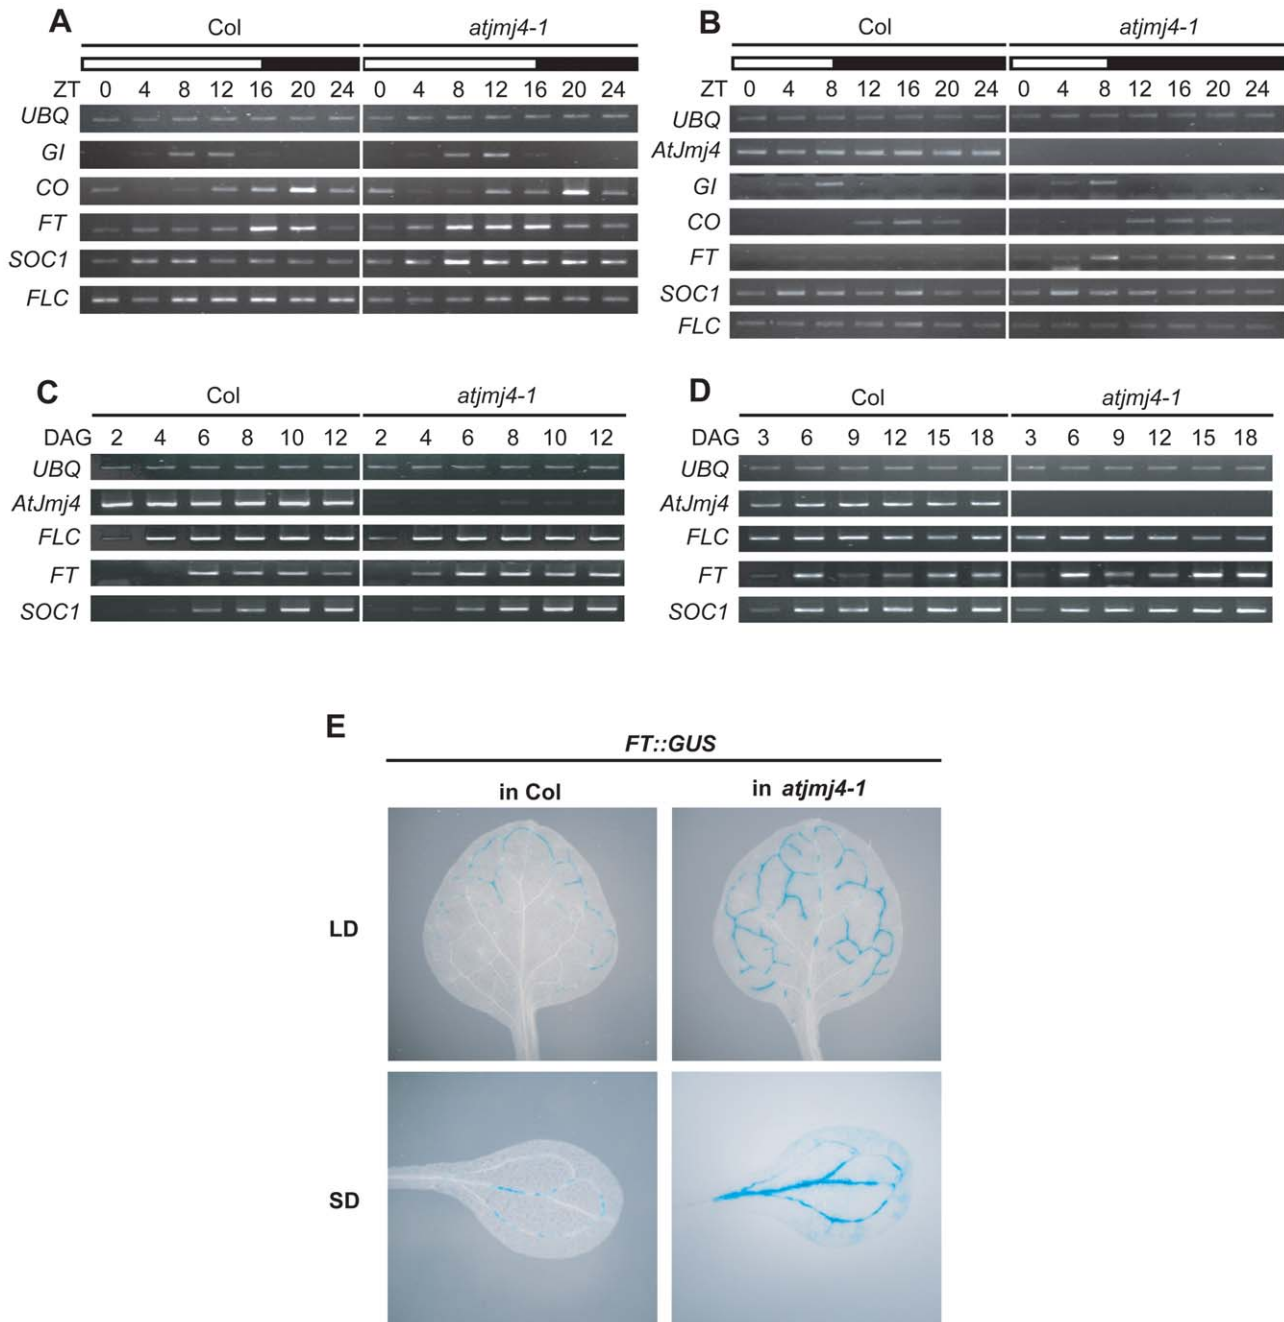 A
Col atjmj4-1
ZT 0 4 8 12 16 20 24 0 4 8 12 16 20 24
UBQ
GI
CO
FT
SOC1
FLC
B
Col atjmj4-1
ZT 0 4 8 12 16 20 24 0 4 8 12 16 20 24
UBQ
AtJmj4
GI
CO
FT
SOC1
FLC
C
Col atjmj4-1
DAG 2 4 6 8 10 12 2 4 6 8 10 12
UBQ
AtJmj4
FLC
FT
SOC1
D
Col atjmj4-1
DAG 3 6 9 12 15 18 3 6 9 12 15 18
UBQ
AtJmj4
FLC
FT
SOC1
E
FT::GUS
in Col in atjmj4-1
LD
SD